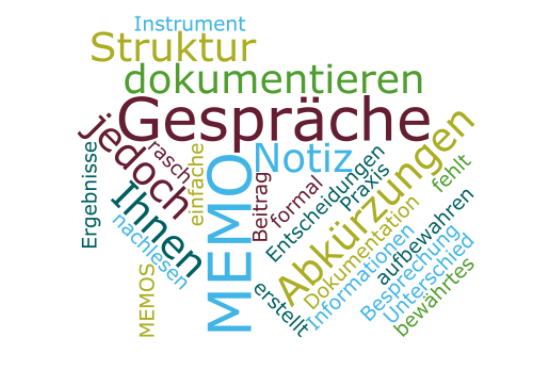 Instrument
Struktur
dokumentieren
Gespräche
jedoch
rasch
einfache
Notiz
Ergebnisse
Ihnen
nachlesen
MEMO
MEMOS
Beitrag
formal
Entscheidungen
Praxis
Abkürzungen
fehlt
Dokumentation
Informationen
aufbewahren
Besprechung
Unterschied
bewährtes
erstellt